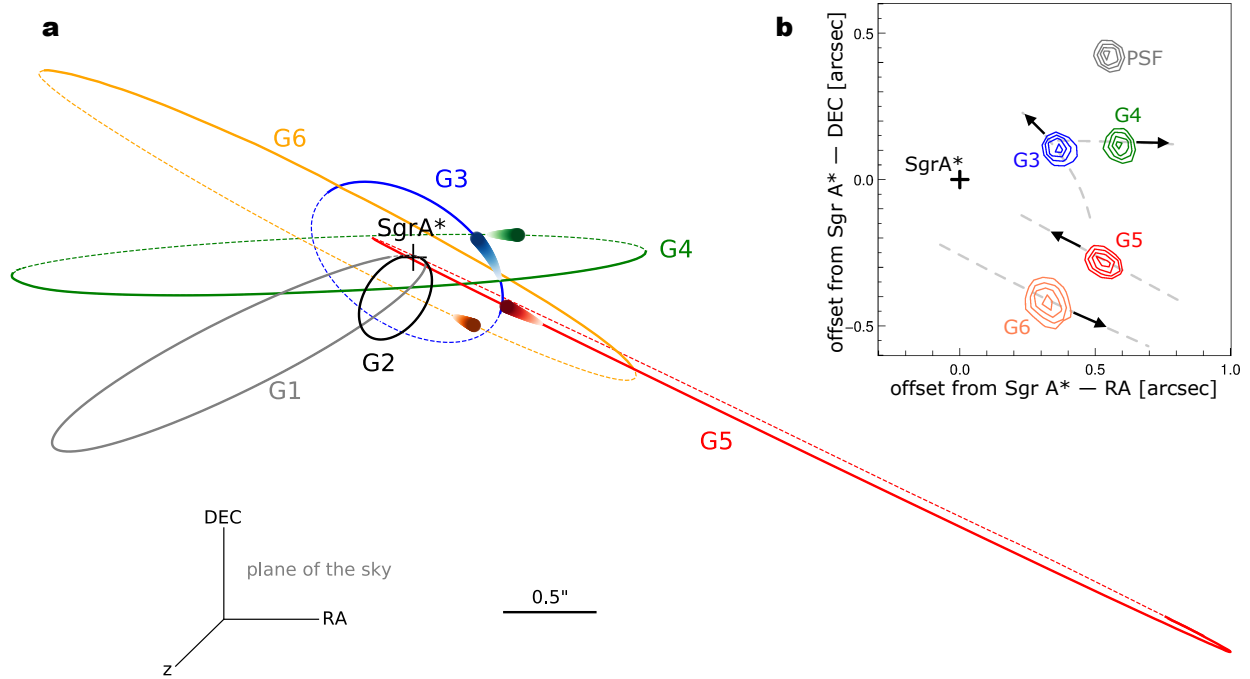 a
G6
G3
SgrA*
G4
G2
G1
G5
DEC
plane of the sky
RA
z
0.5"
b
offset from Sgr A* — DEC [arcsec]
0.5
0.0
−0.5
PSF
G4
G3
SgrA*
G5
G6
0.0
0.5
1.0
offset from Sgr A* — RA [arcsec]